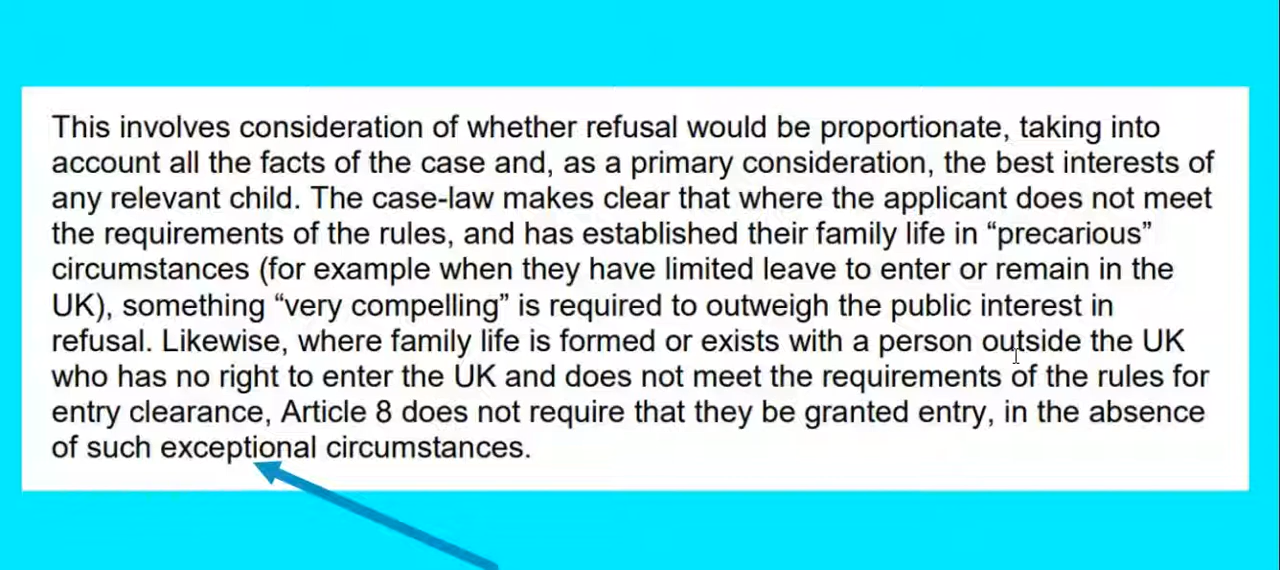 This involves consideration of whether refusal would be proportionate, taking into
account all the facts of the case and, as a primary consideration, the best interests of
any relevant child. The case-law makes clear that where the applicant does not meet
the requirements of the rules, and has established their family life in “precarious”
circumstances (for example when they have limited leave to enter or remain in the
UK), something “very compelling” is required to outweigh the public interest in
refusal. Likewise, where family life is formed or exists with a person outside the UK
who has no right to enter the UK and does not meet the requirements of the rules for
entry clearance, Article 8 does not require that they be granted entry, in the absence
of such exceptional circumstances.